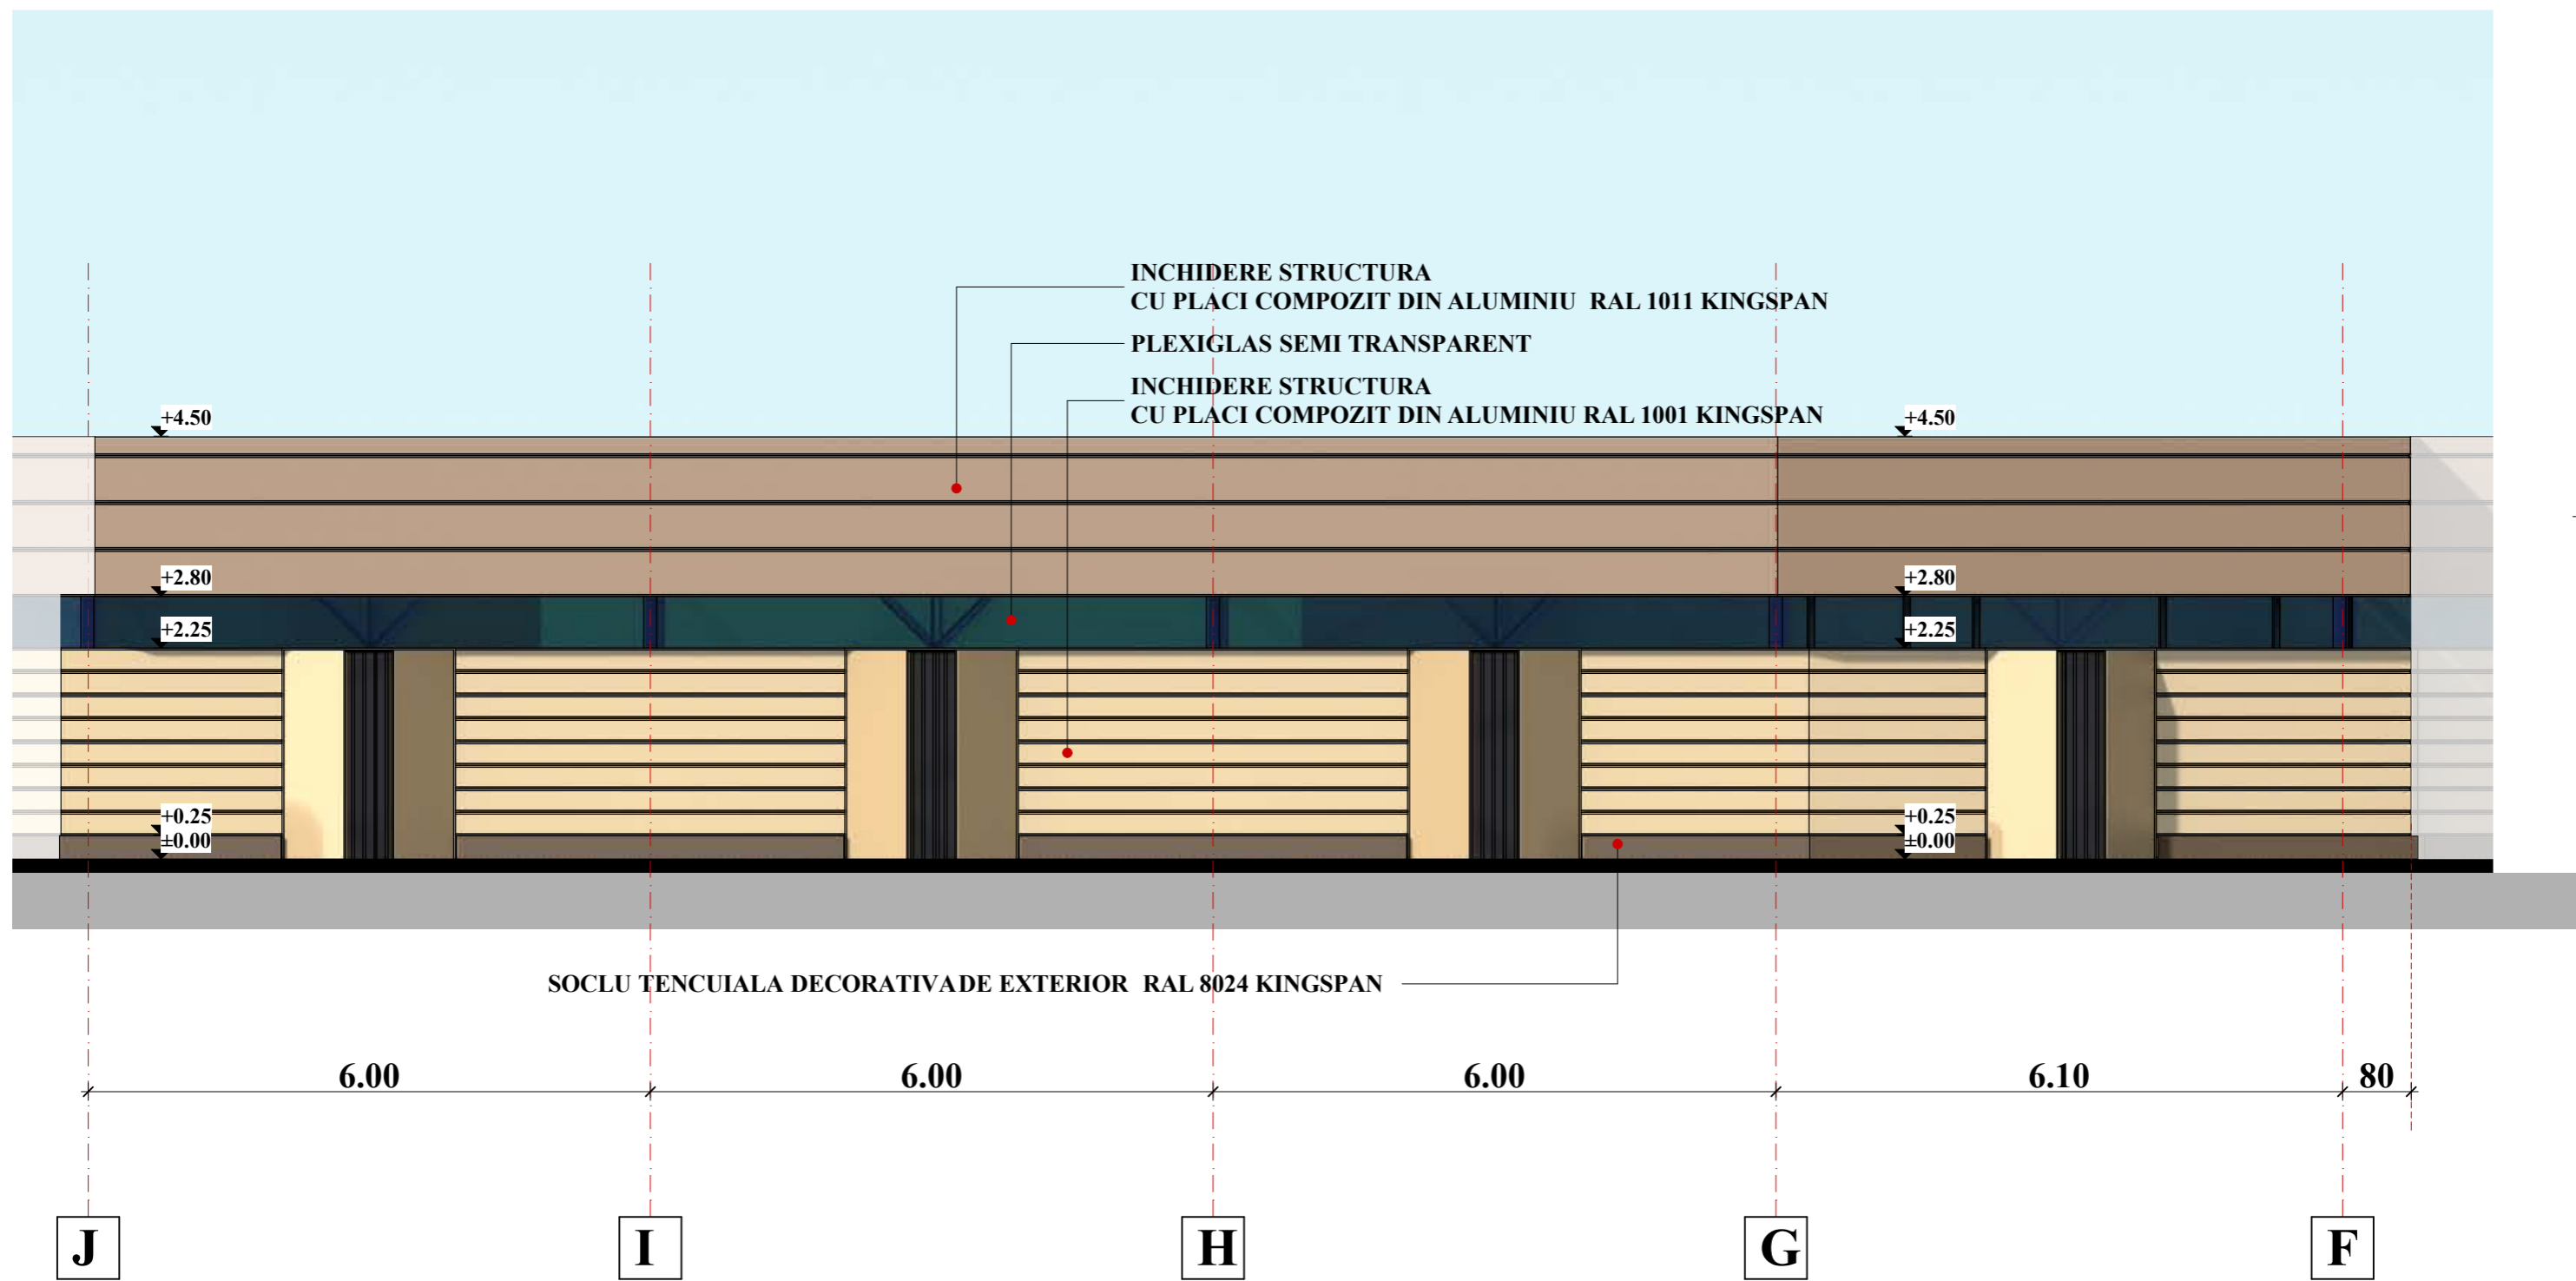 INCHIDERE STRUCTURA
CU PLACI COMPOZIT DIN ALUMINIU RAL 1011 KINGSPAN
PLEXIGLAS SEMI TRANSPARENT
INCHIDERE STRUCTURA
CU PLACI COMPOZIT DIN ALUMINIU RAL 1001 KINGSPAN
+4.50 +4.50
+2.80 +2.80
+2.25 +2.25
+0.25 +0.25
±0.00 ±0.00
SOCLU TENCUIALA DECORATIVA DE EXTERIOR RAL 8024 KINGSPAN
6.00 6.00 6.00 6.10 80
J I H G F